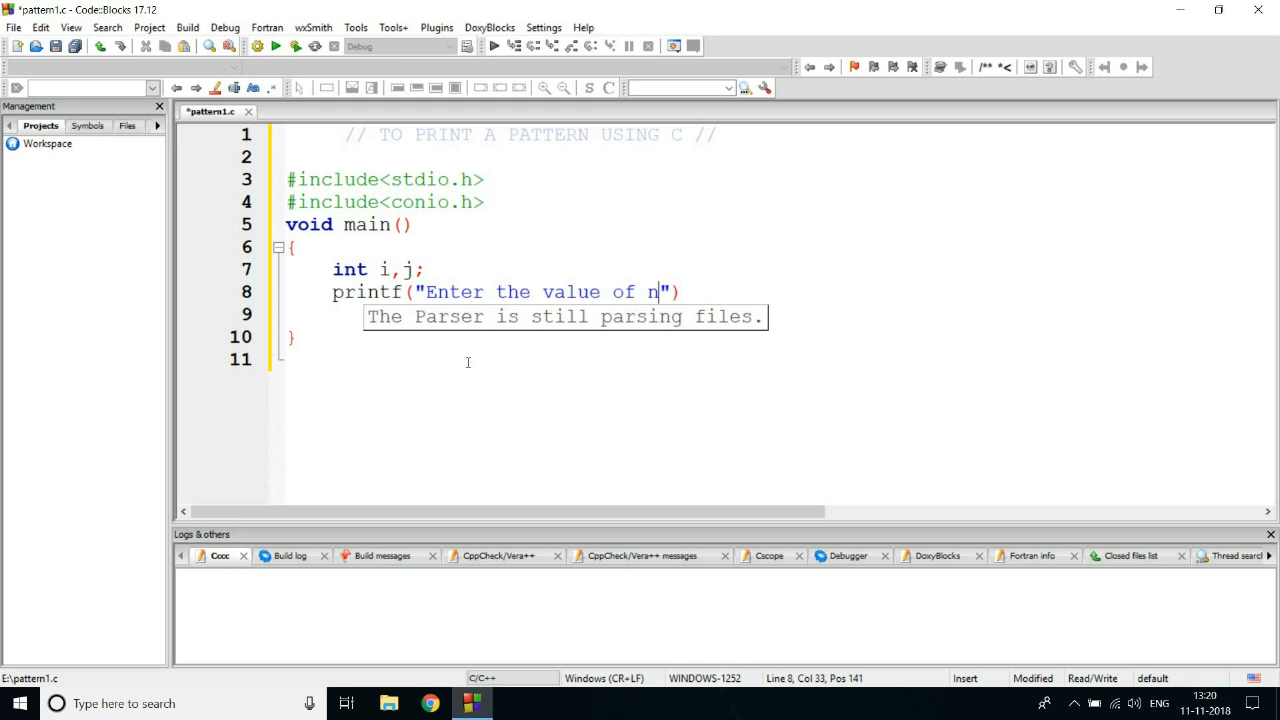 *pattern1.c - Code::Blocks 17.12
File Edit View Search Project Build Debug Fortran wxSmith Tools Tools+ Plugins DoxyBlocks Settings Help
Debug
/** *<
S C
Management
Projects Symbols Files
Workspace
*pattern1.c
1 // TO PRINT A PATTERN USING C //
2
3 #include<stdio.h>
4 #include<conio.h>
5 void main()
6 {
7 int i,j;
8 printf("Enter the value of n")
9 The Parser is still parsing files.
10 }
11
Logs & others
Cccc Build log Build messages CppCheck/Vera++ CppCheck/Vera++ messages Cscope Debugger DoxyBlocks Fortran info Closed files list Thread searcl
E:\pattern1.c C/C++ Windows (CR+LF) WINDOWS-1252 Line 8, Col 33, Pos 141 Insert Modified Read/Write default
Type here to search
ENG
13:20
11-11-2018